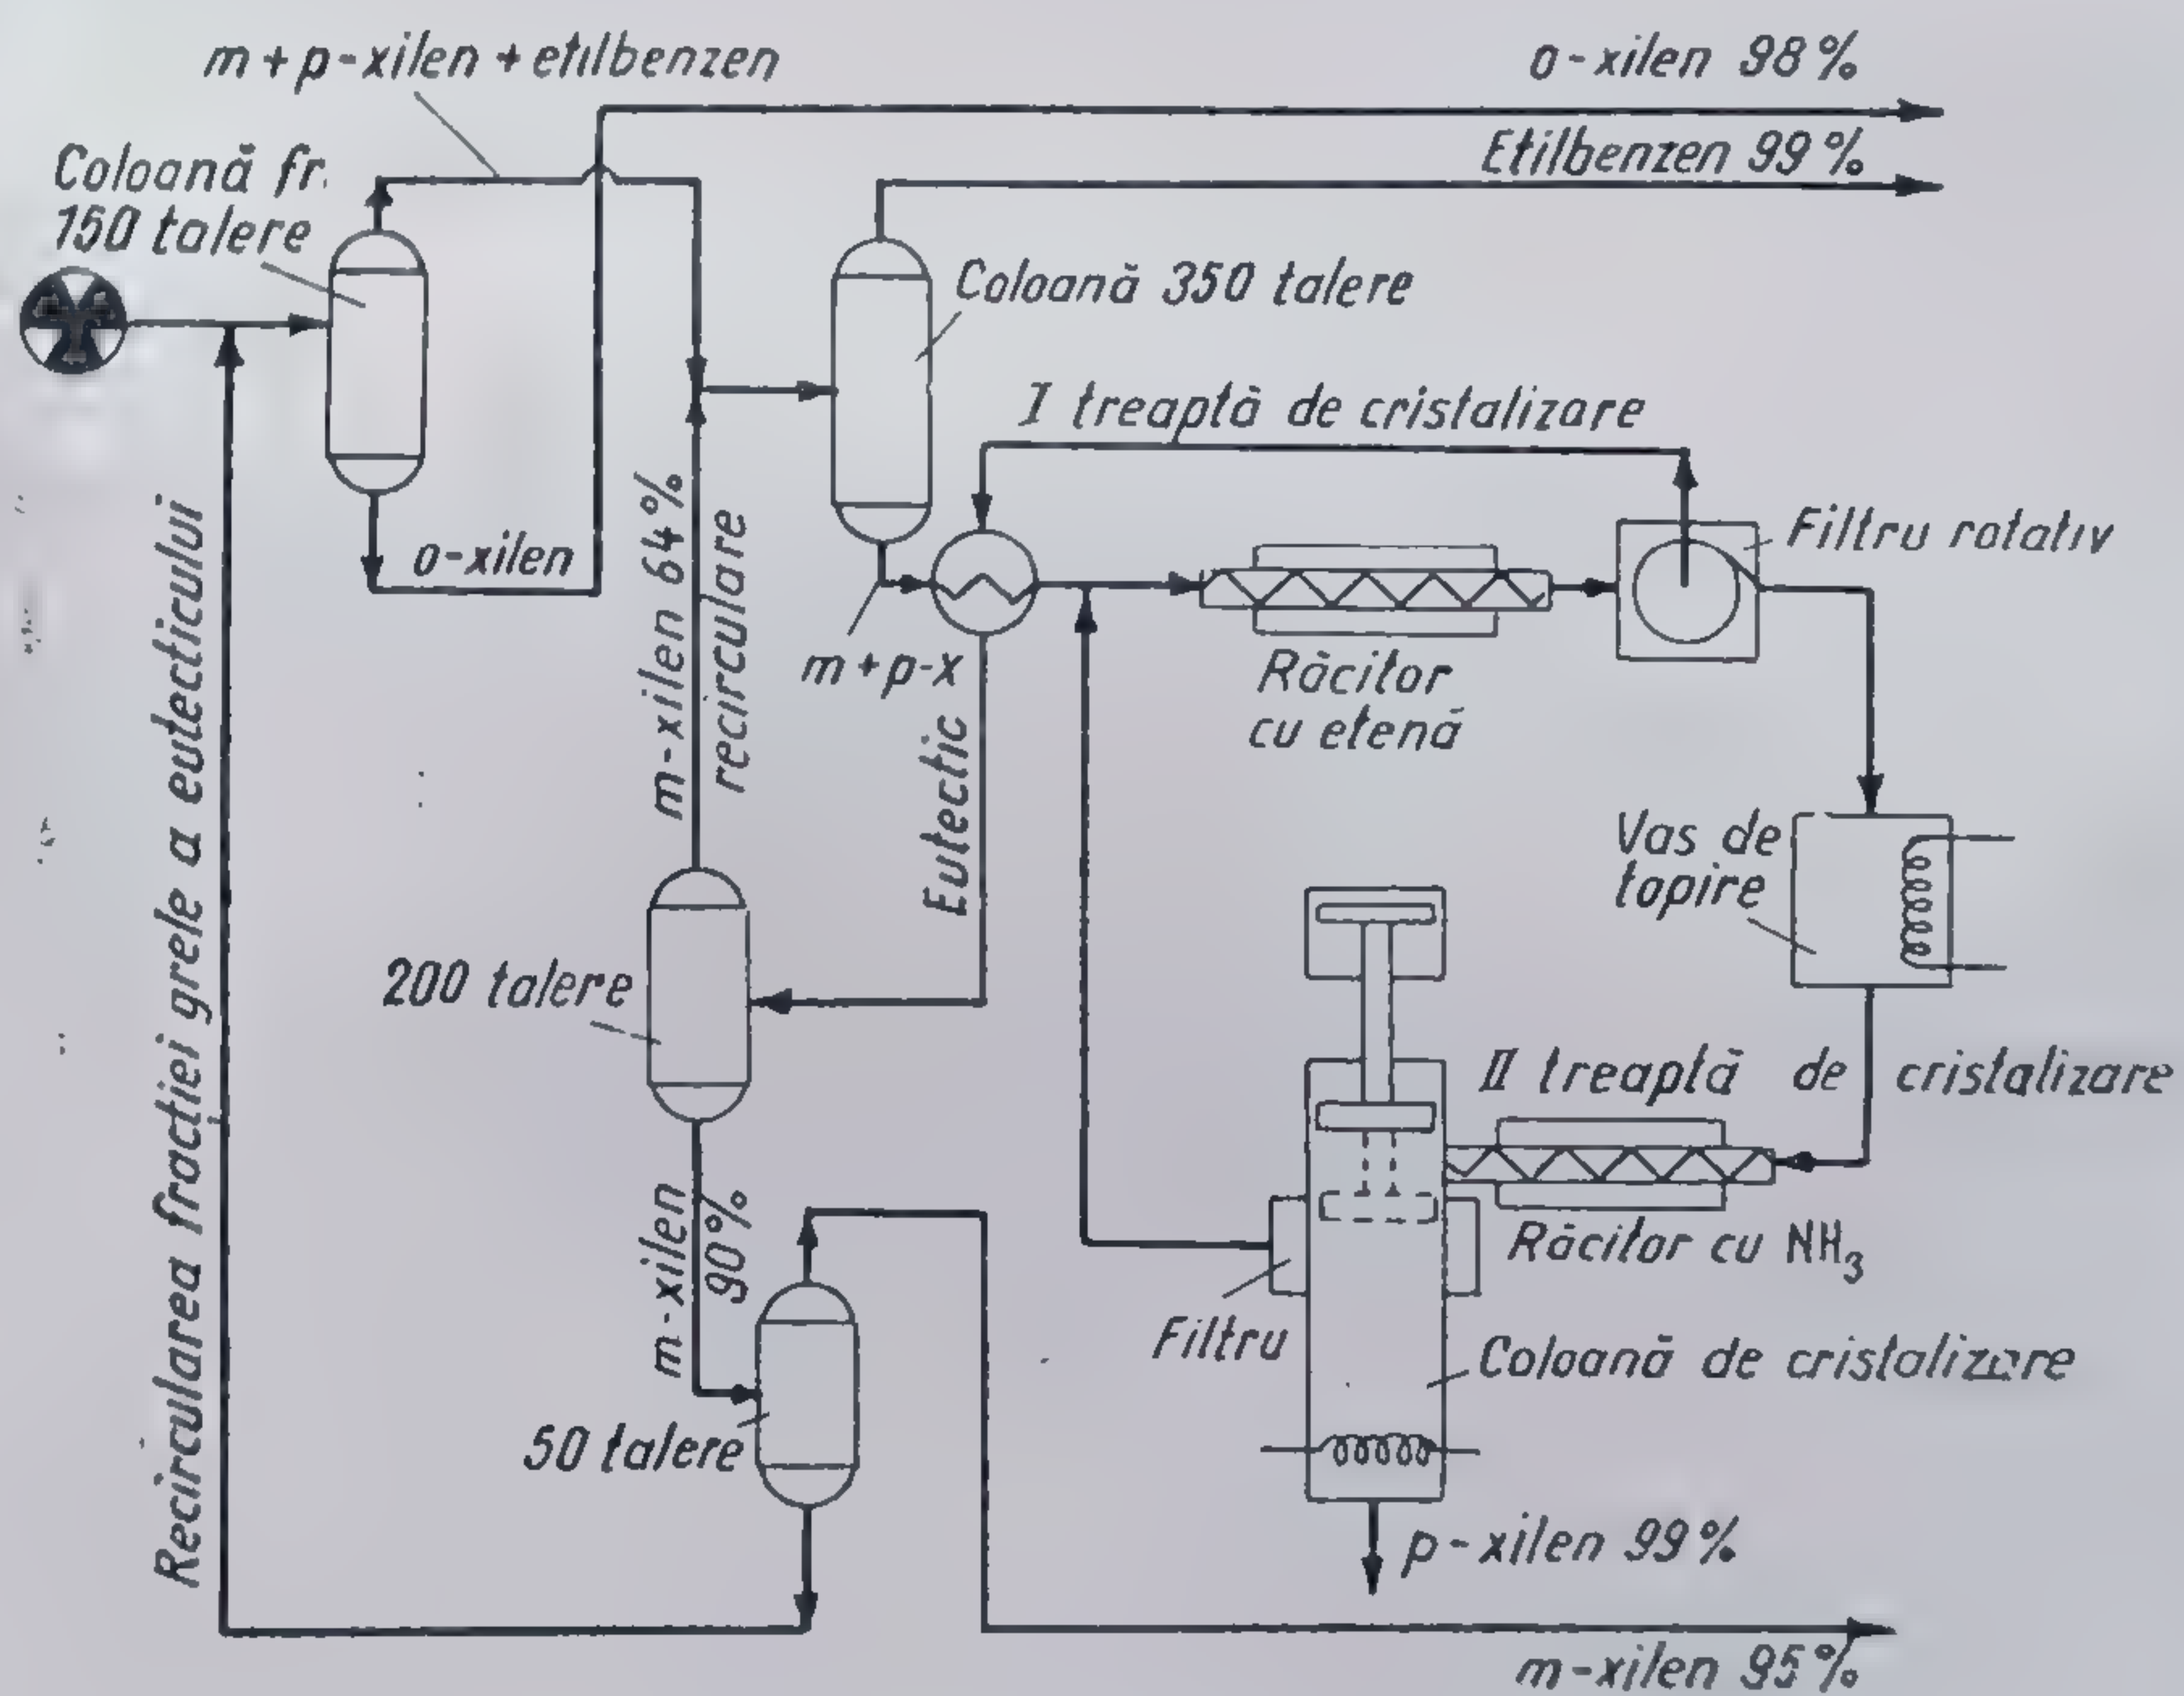 m + p-xilen + etilbenzen
o-xilen 98%
Etilbenzen 99%
Coloană fr.
150 talere
Coloană 350 talere
I treaptă de cristalizare
Filtru rotativ
o-xilen
m-xilen 64%
recirculare
m+p-x
Răcitor
cu etenă
Eutectic
Recircularea fractiei grele a eutecticului
Vas de
topire
200 talere
II treaptă de cristalizare
Răcitor cu NH₃
m-xilen
90%
Filtru
Coloană de cristalizare
50 talere
p-xilen 99%
m-xilen 95%